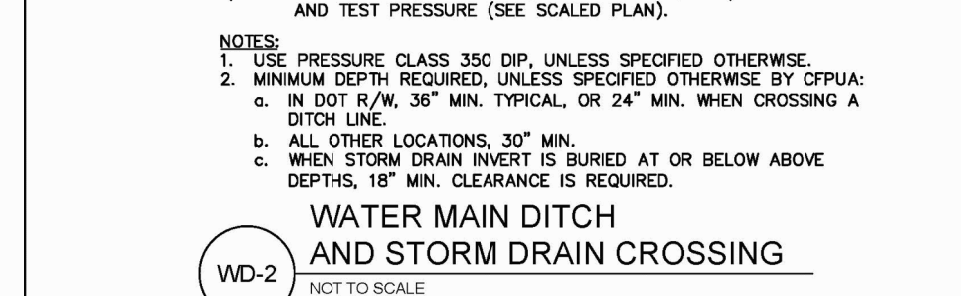 AND TEST PRESSURE (SEE SCALED PLAN).
NOTES:
1. USE PRESSURE CLASS 350 DIP, UNLESS SPECIFIED OTHERWISE.
2. MINIMUM DEPTH REQUIRED, UNLESS SPECIFIED OTHERWISE BY CFPUA:
a. IN DOT R/W, 36" MIN. TYPICAL, OR 24" MIN. WHEN CROSSING A
DITCH LINE.
b. ALL OTHER LOCATIONS, 30" MIN.
c. WHEN STORM DRAIN INVERT IS BURIED AT OR BELOW ABOVE
DEPTHS, 18" MIN. CLEARANCE IS REQUIRED.
WATER MAIN DITCH
AND STORM DRAIN CROSSING
WD-2
NOT TO SCALE